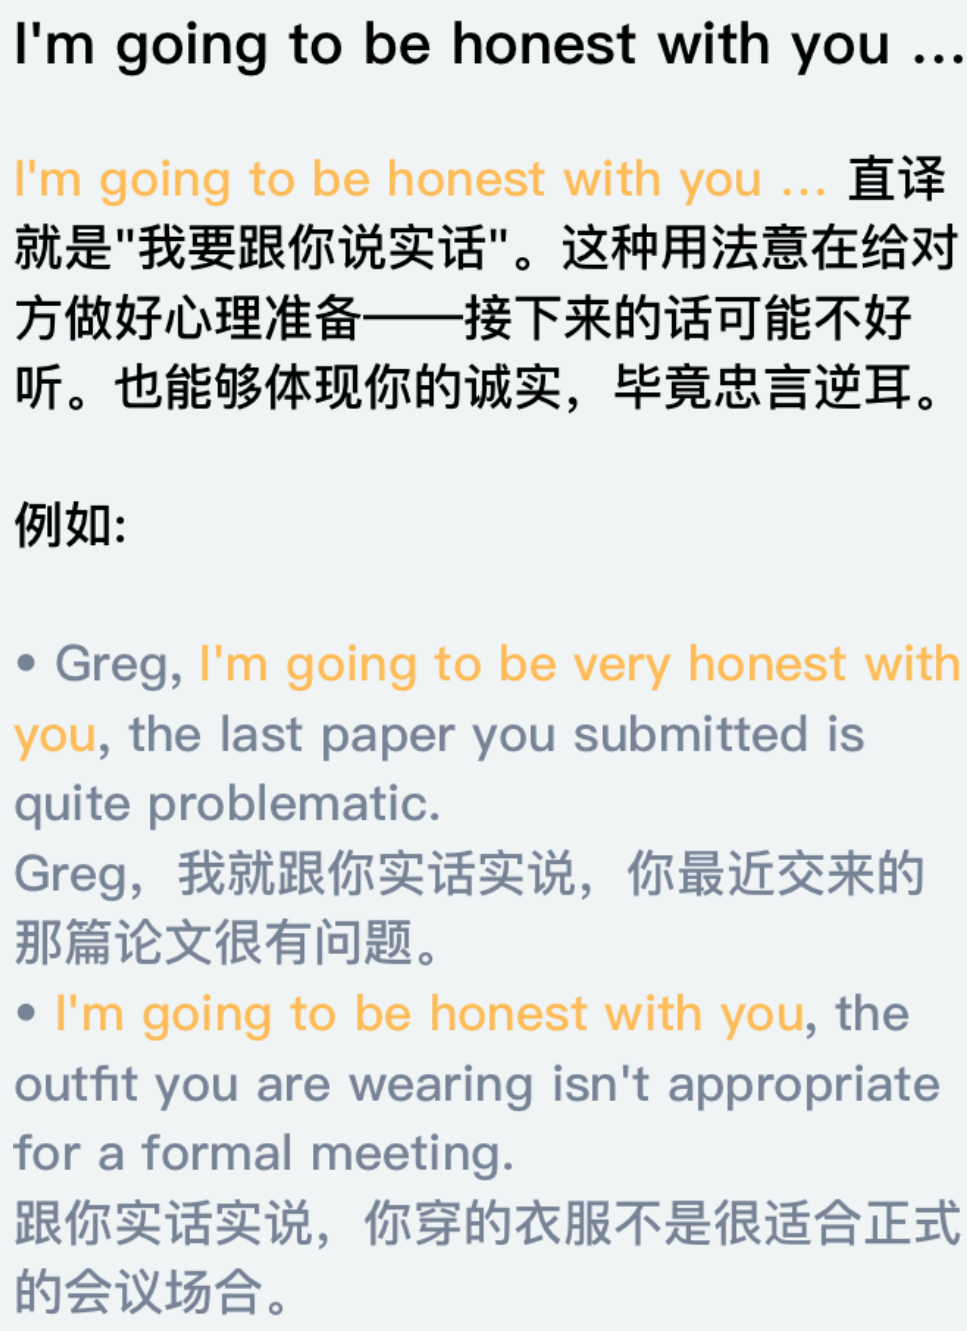 I'm going to be honest with you ...
I'm going to be honest with you ... 直译
就是"我要跟你说实话"。这种用法意在给对
方做好心理准备——接下来的话可能不好
听。也能够体现你的诚实，毕竟忠言逆耳。
例如:
• Greg, I'm going to be very honest with
you, the last paper you submitted is
quite problematic.
Greg，我就跟你实话实说，你最近交来的
那篇论文很有问题。
• I'm going to be honest with you, the
outfit you are wearing isn't appropriate
for a formal meeting.
跟你实话实说，你穿的衣服不是很适合正式
的会议场合。